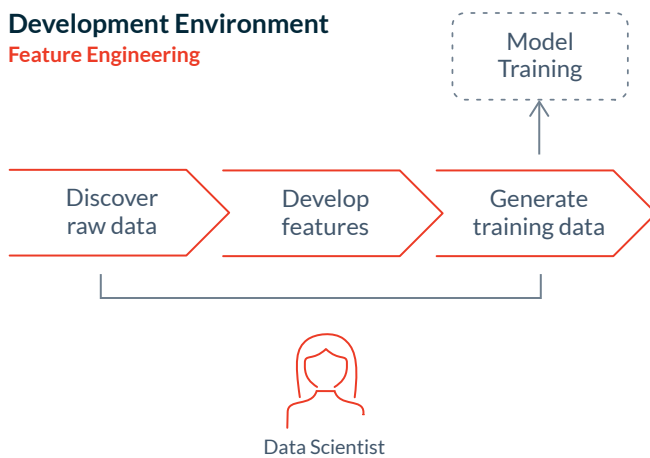 Development Environment
Feature Engineering
Model
Training
Discover
raw data
Develop
features
Generate
training data
Data Scientist